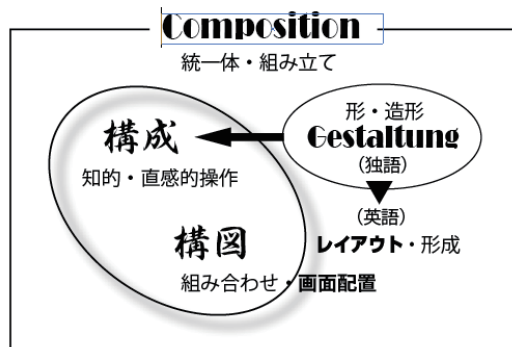 Composition
統一体・組み立て
形・造形
Gestaltung
(独語)
構成
知的・直感的操作
(英語)
レイアウト・形成
構図
組み合わせ・画面配置